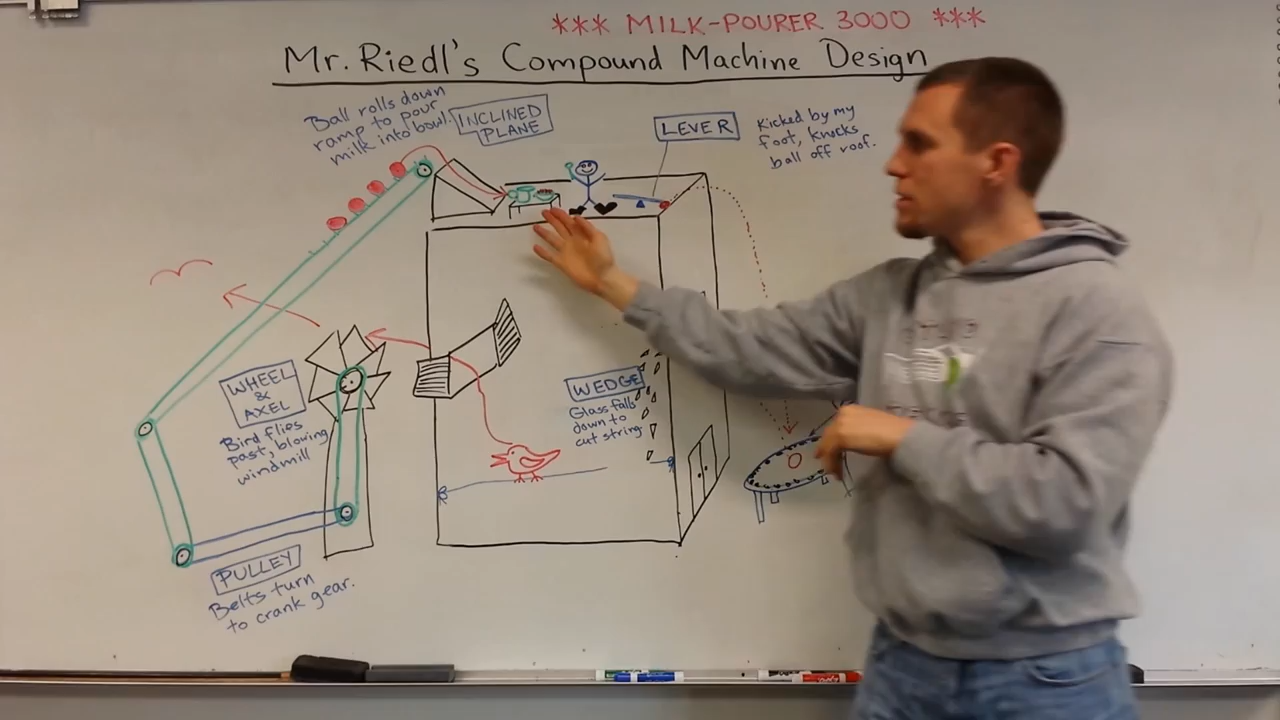 *** MILK-POURER 3000 ***
Mr. Riedl's Compound Machine Design
Ball rolls down
ramp to pour
milk into bowl.
INCLINED
PLANE
LEVER
Kicked by my
foot, knocks
ball off roof.
WHEEL
&
AXEL
Bird flies
past, blowing
windmill
WEDGE
Glass falls
down to
cut string.
PULLEY
Belts turn
to crank gear.